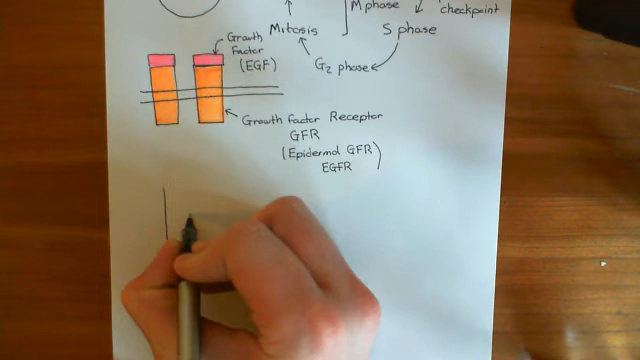 M phase
checkpoint
Mitosis
S phase
G2 phase
Growth
Factor
(EGF)
Growth Factor Receptor
GFR
(Epidermal GFR)
EGFR